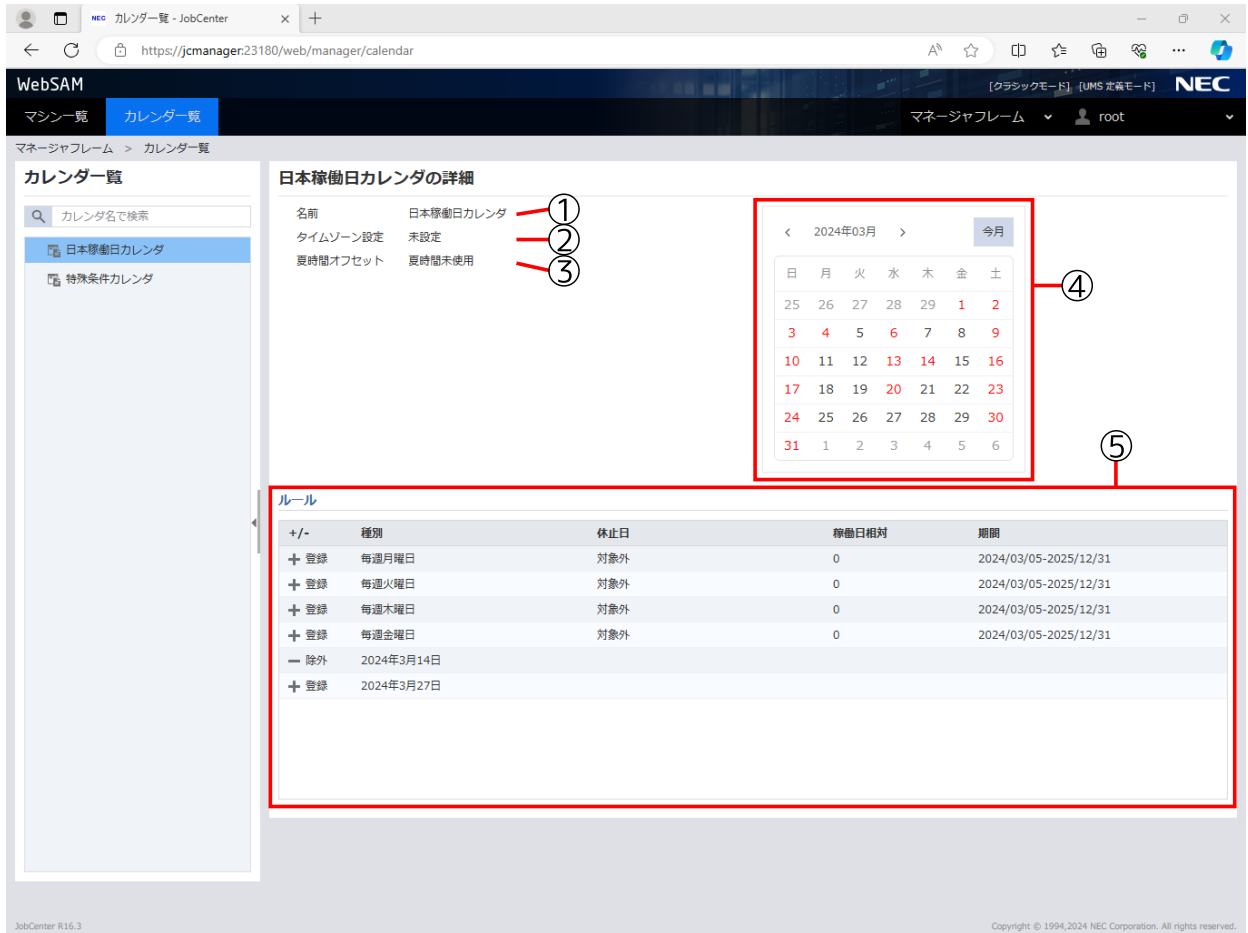 NEC カレンダ一覧 - JobCenter
https://jcmanager:23180/web/manager/calendar
WebSAM
[クラシックモード] [UMS 定義モード] NEC
マシン一覧 カレンダ一覧 マネージャフレーム root
マネージャフレーム > カレンダ一覧
カレンダ一覧
カレンダ名で検索
日本稼働日カレンダ
特殊条件カレンダ
日本稼働日カレンダの詳細
名前 日本稼働日カレンダ ①
タイムゾーン設定 未設定 ②
夏時間オフセット 夏時間未使用 ③
2024年03月 今月
日 月 火 水 木 金 土
25 26 27 28 29 1 2
3 4 5 6 7 8 9
10 11 12 13 14 15 16
17 18 19 20 21 22 23
24 25 26 27 28 29 30
31 1 2 3 4 5 6
④
⑤
ルール
+/- 種別 休止日 稼働日相対 期間
登録 毎週月曜日 対象外 0 2024/03/05-2025/12/31
登録 毎週火曜日 対象外 0 2024/03/05-2025/12/31
登録 毎週木曜日 対象外 0 2024/03/05-2025/12/31
登録 毎週金曜日 対象外 0 2024/03/05-2025/12/31
除外 2024年3月14日
登録 2024年3月27日
JobCenter R16.3
Copyright © 1994,2024 NEC Corporation. All rights reserved.